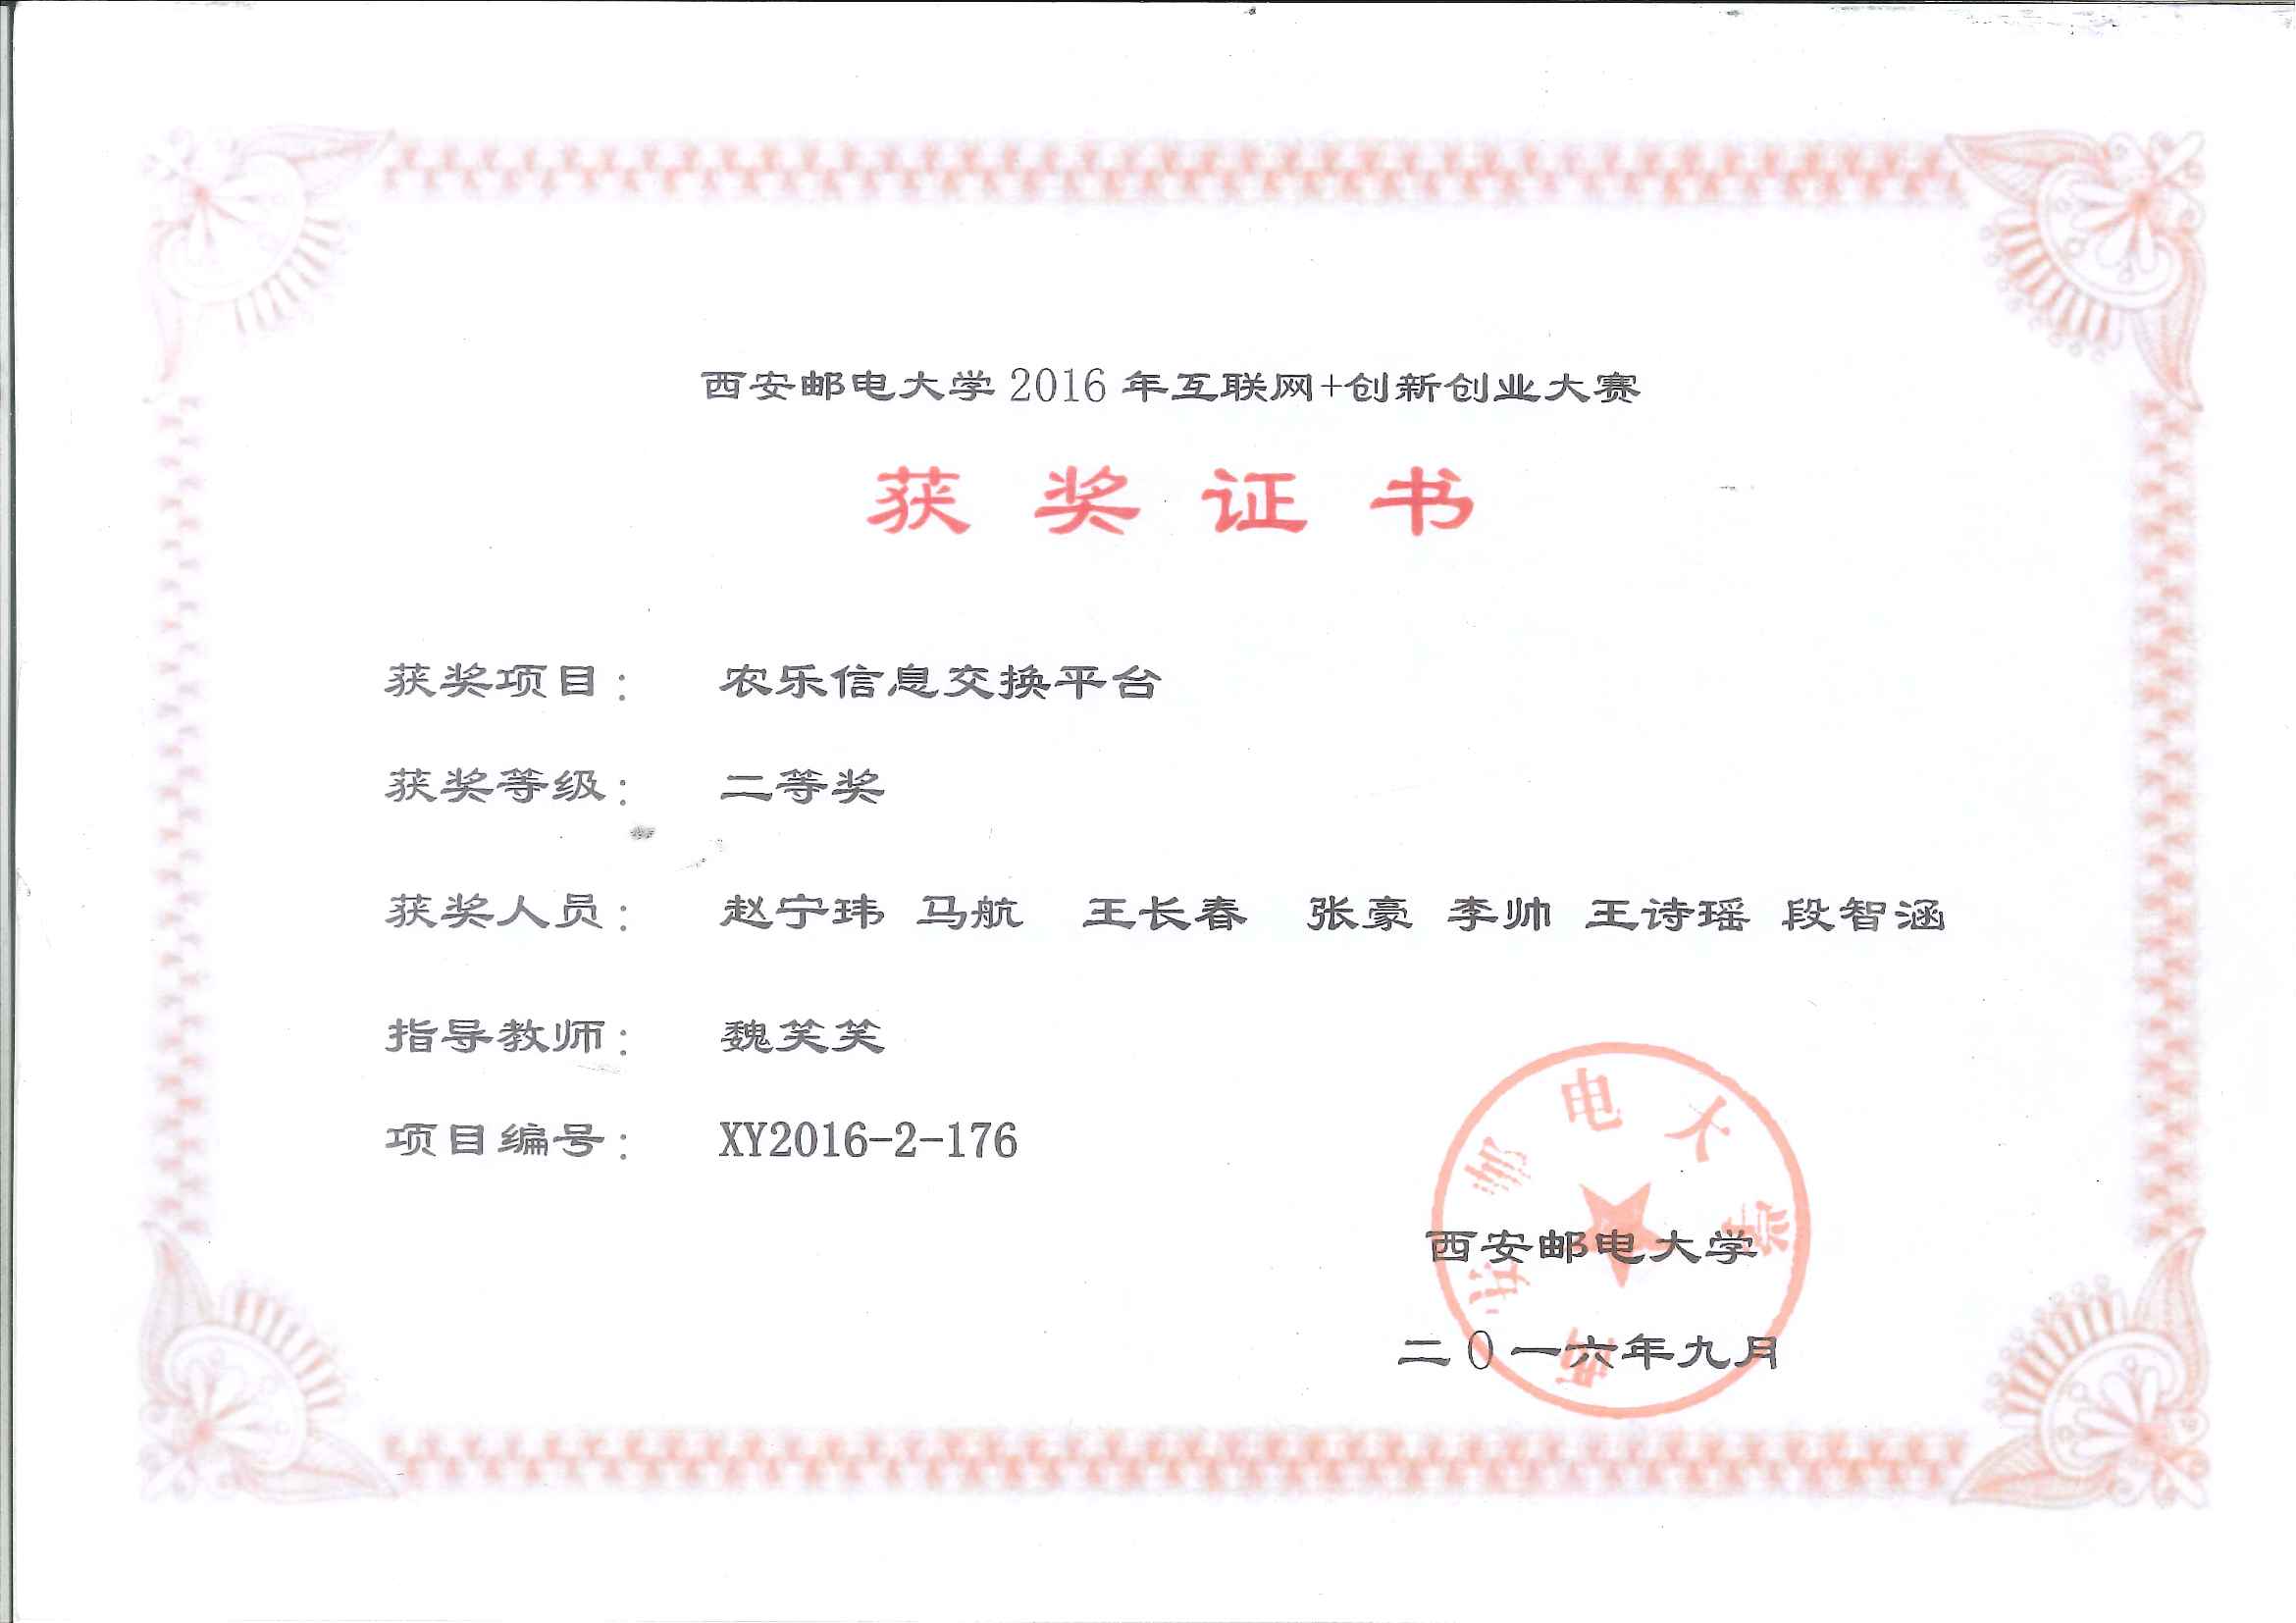 西安邮电大学 2016 年互联网+创新创业大赛
获 奖 证 书
获奖项目： 农乐信息交换平台
获奖等级： 二等奖
获奖人员： 赵宁玮 马航 王长春 张豪 李帅 王诗瑶 段智涵
指导教师： 魏笑笑
项目编号： XY2016-2-176
西安邮电大学
西安邮电大学
二0一六年九月